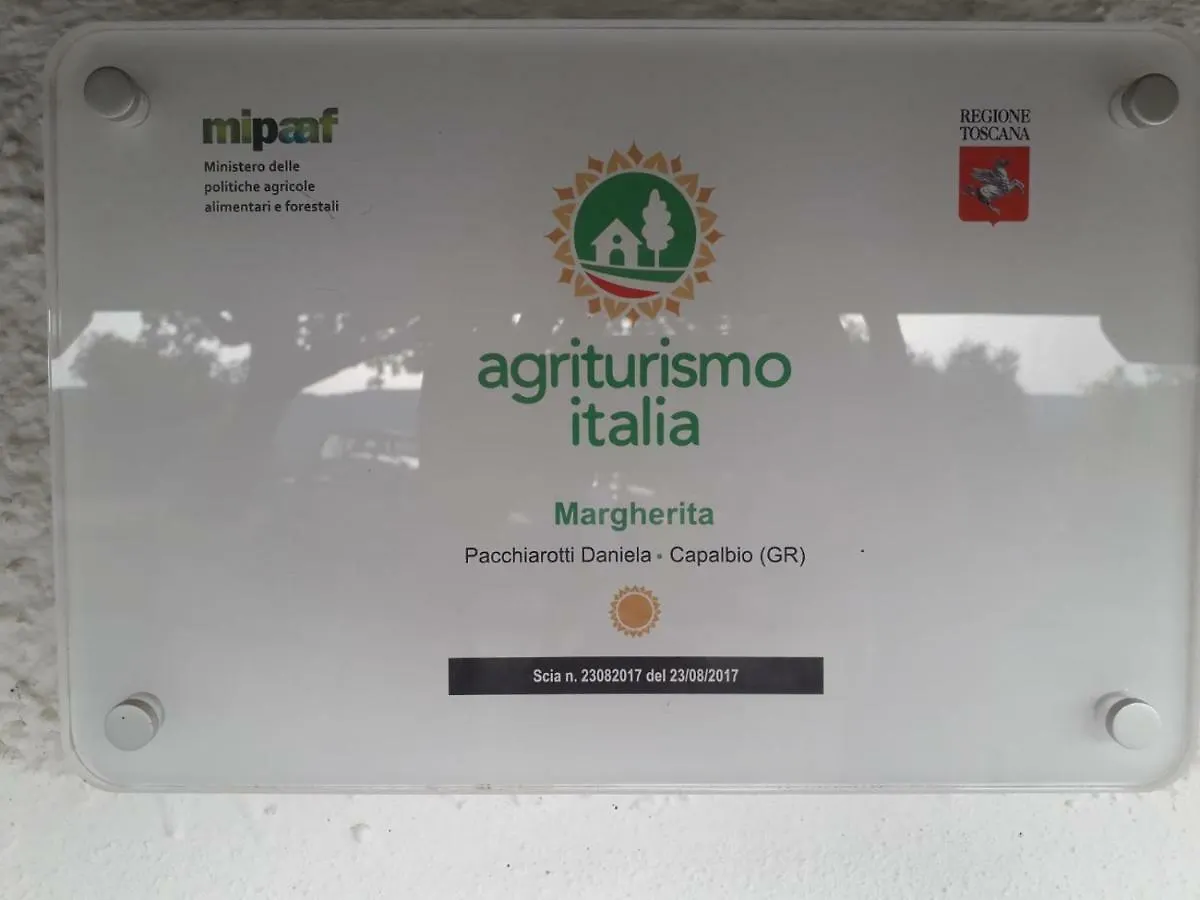 mipaaf
Ministero delle
politiche agricole
alimentari e forestali
REGIONE
TOSCANA
agriturismo
italia
Margherita
Pacchiarotti Daniela • Capalbio (GR)
Scia n. 23082017 del 23/08/2017